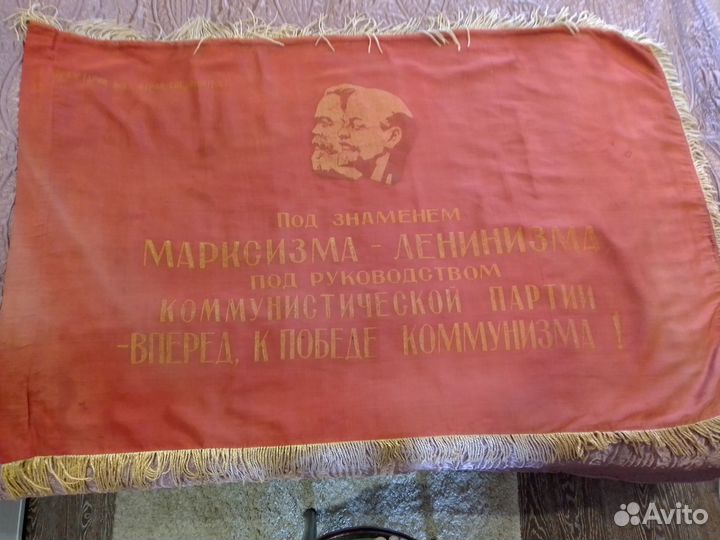 Под знаменем
Марксизма - Ленинизма
под руководством
Коммунистической партии
-вперед, к победе коммунизма !
Avito